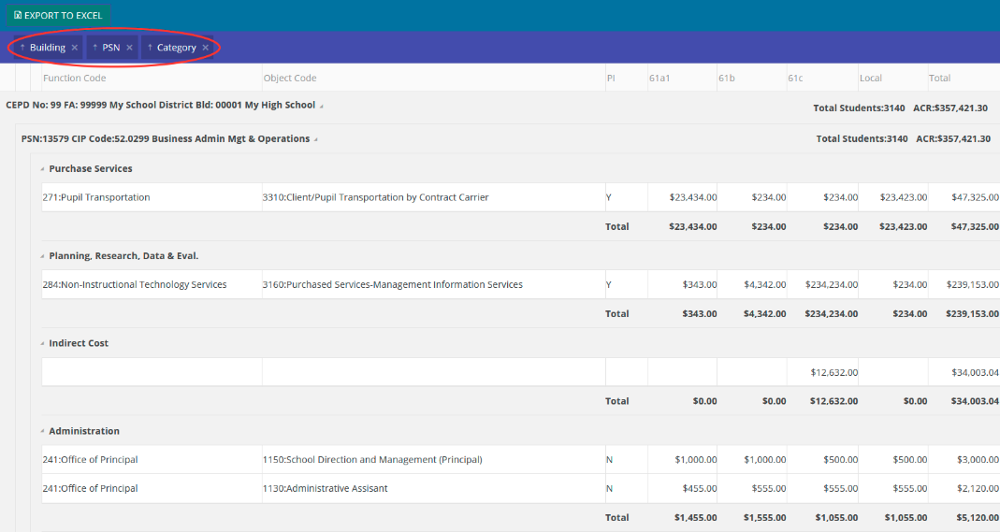 EXPORT TO EXCEL
Building × PSN × Category ×
Function Code Object Code PI 61a1 61b 61c Local Total
CEPD No: 99 FA: 99999 My School District Bld: 00001 My High School Total Students:3140 ACR:$357,421.30
PSN:13579 CIP Code:52.0299 Business Admin Mgt & Operations Total Students:3140 ACR:$357,421.30
Purchase Services
271:Pupil Transportation 3310:Client/Pupil Transportation by Contract Carrier Y $23,434.00 $234.00 $234.00 $23,423.00 $47,325.00
Total $23,434.00 $234.00 $234.00 $23,423.00 $47,325.00
Planning, Research, Data & Eval.
284:Non-Instructional Technology Services 3160:Purchased Services-Management Information Services Y $343.00 $4,342.00 $234,234.00 $234.00 $239,153.00
Total $343.00 $4,342.00 $234,234.00 $234.00 $239,153.00
Indirect Cost
$12,632.00 $34,003.04
Total $0.00 $0.00 $12,632.00 $0.00 $34,003.04
Administration
241:Office of Principal 1150:School Direction and Management (Principal) N $1,000.00 $1,000.00 $500.00 $500.00 $3,000.00
241:Office of Principal 1130:Administrative Assisant N $455.00 $555.00 $555.00 $555.00 $2,120.00
Total $1,455.00 $1,555.00 $1,055.00 $1,055.00 $5,120.00